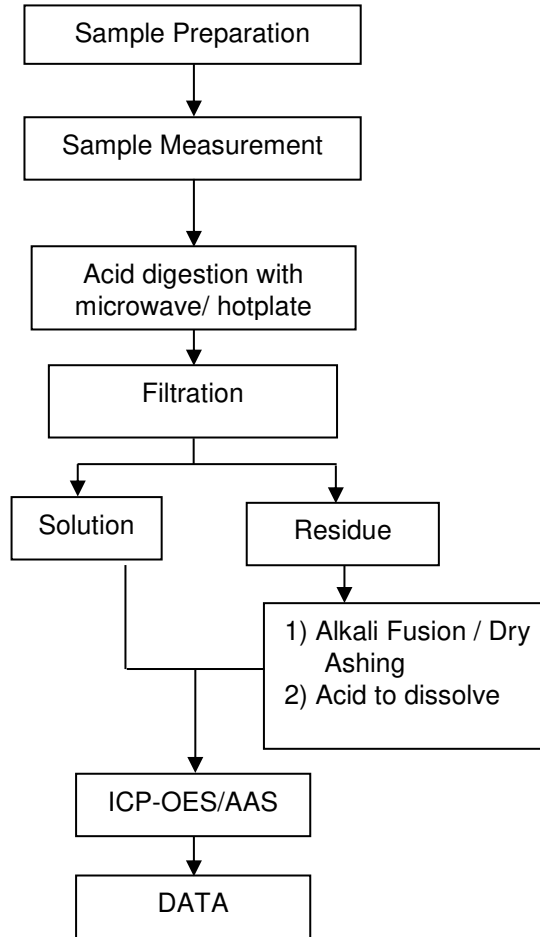 Sample Preparation
Sample Measurement
Acid digestion with
microwave/ hotplate
Filtration
Solution
Residue
1) Alkali Fusion / Dry
Ashing
2) Acid to dissolve
ICP-OES/AAS
DATA